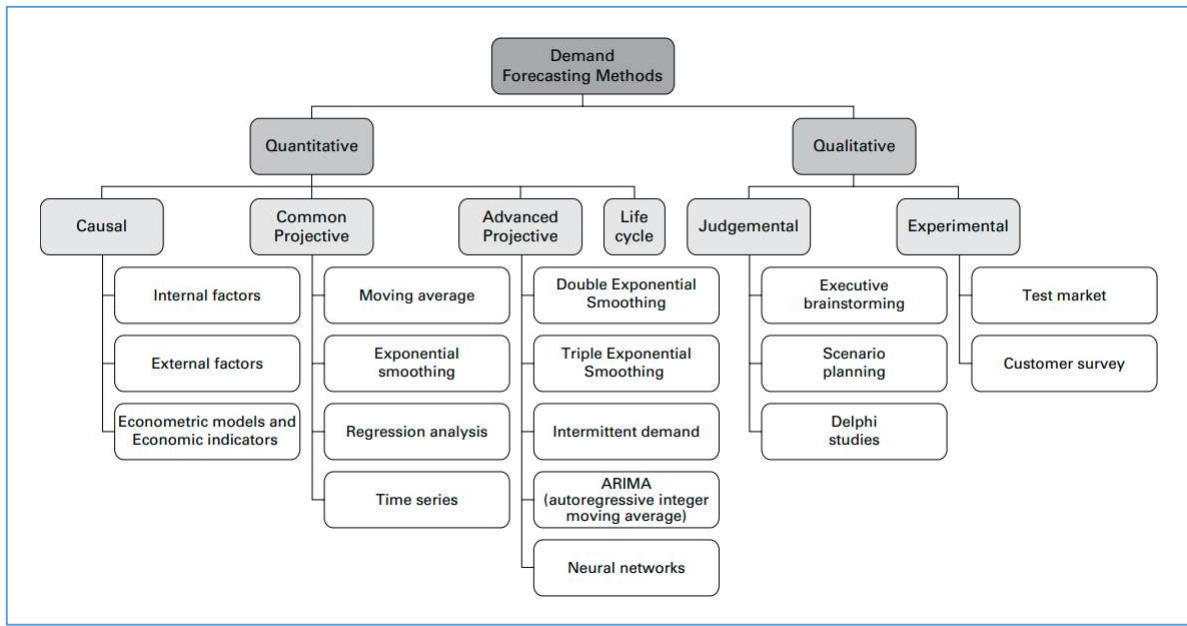 Demand
Forecasting Methods
Quantitative
Qualitative
Causal
Common
Projective
Advanced
Projective
Life
cycle
Judgemental
Experimental
Internal factors
External factors
Econometric models and
Economic indicators
Moving average
Exponential
smoothing
Regression analysis
Time series
Double Exponential
Smoothing
Triple Exponential
Smoothing
Intermittent demand
ARIMA
(autoregressive integer
moving average)
Neural networks
Executive
brainstorming
Scenario
planning
Delphi
studies
Test market
Customer survey